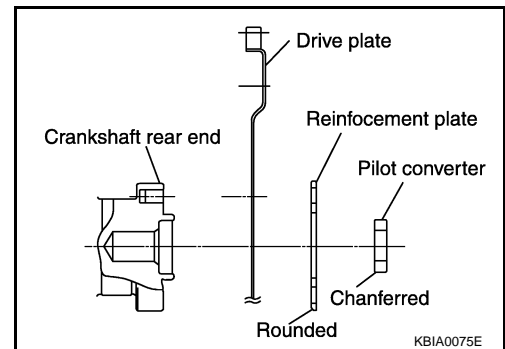 Drive plate
Reinfocement plate
Crankshaft rear end
Pilot converter
Chanferred
Rounded
KBIA0075E